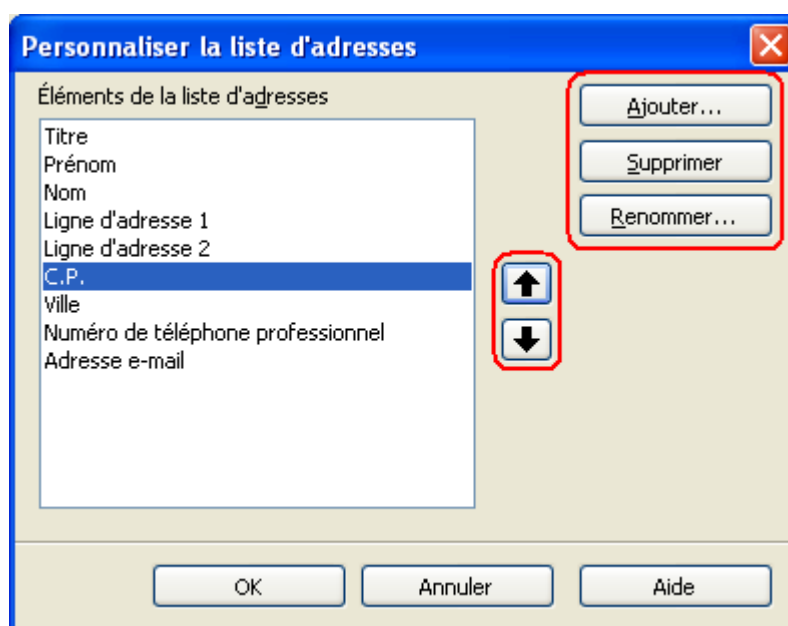 Personnaliser la liste d'adresses
Éléments de la liste d'adresses
Titre
Prénom
Nom
Ligne d'adresse 1
Ligne d'adresse 2
C.P.
Ville
Numéro de téléphone professionnel
Adresse e-mail
Ajouter...
Supprimer
Renommer...
OK
Annuler
Aide